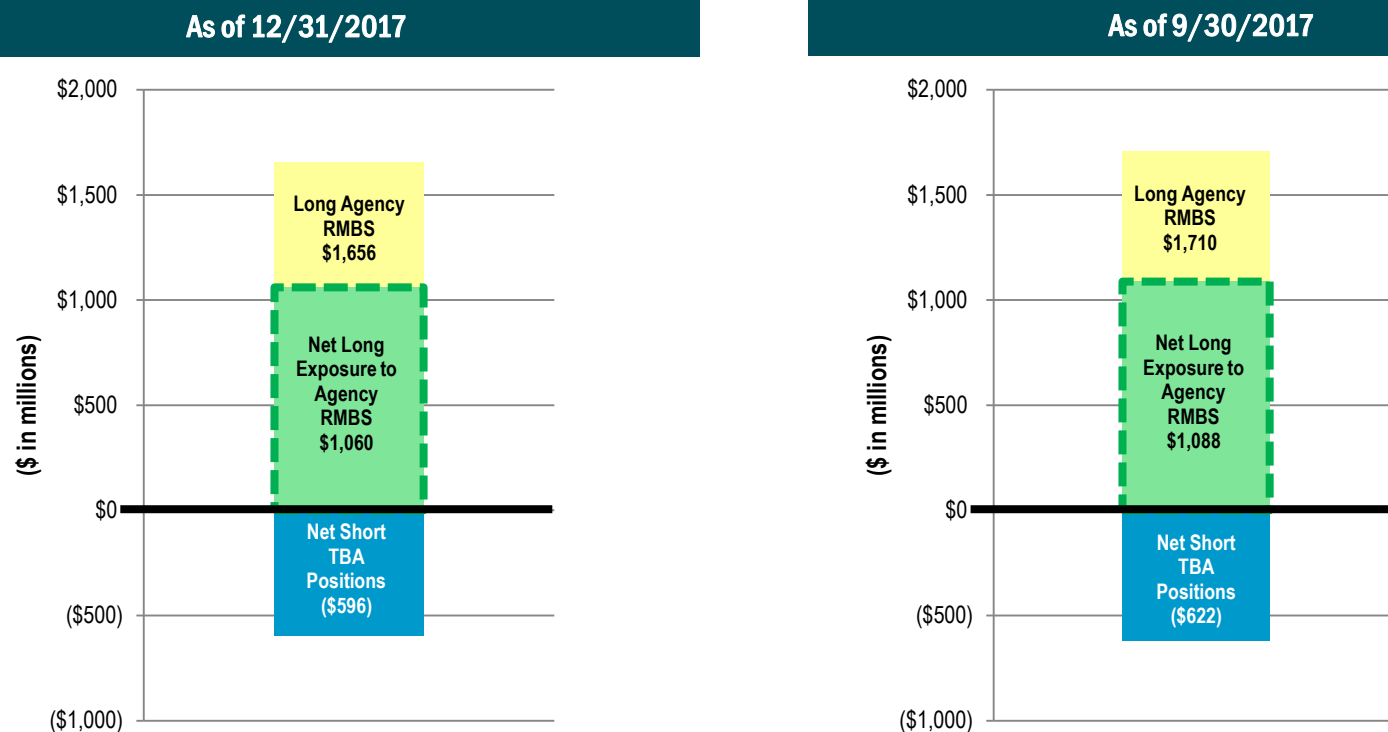 As of 12/31/2017
$2,000
$1,500
$1,000
$500
$0
($500)
($1,000)
($ in millions)
Long Agency
RMBS
$1,656
Net Long
Exposure to
Agency
RMBS
$1,060
Net Short
TBA
Positions
($596)
As of 9/30/2017
$2,000
$1,500
$1,000
$500
$0
($500)
($1,000)
($ in millions)
Long Agency
RMBS
$1,710
Net Long
Exposure to
Agency
RMBS
$1,088
Net Short
TBA
Positions
($622)